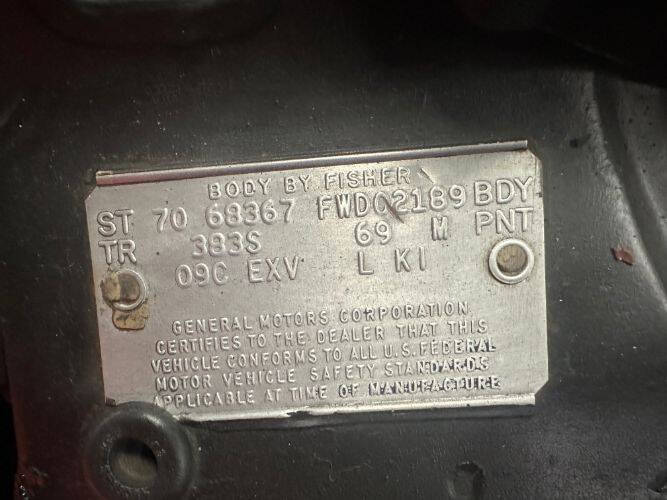 BODY BY FISHER
ST 70 68367 FWD02189 BDY
TR 383S 69 M PNT
09C EXV L KI
GENERAL MOTORS CORPORATION
CERTIFIES TO THE DEALER THAT THIS
VEHICLE CONFORMS TO ALL U.S. FEDERAL
MOTOR VEHICLE SAFETY STANDARDS
APPLICABLE AT TIME OF MANUFACTURE